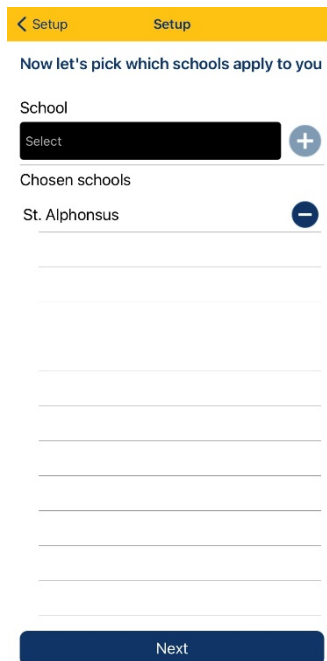 Setup Setup
Now let's pick which schools apply to you
School
Select
Chosen schools
St. Alphonsus
Next